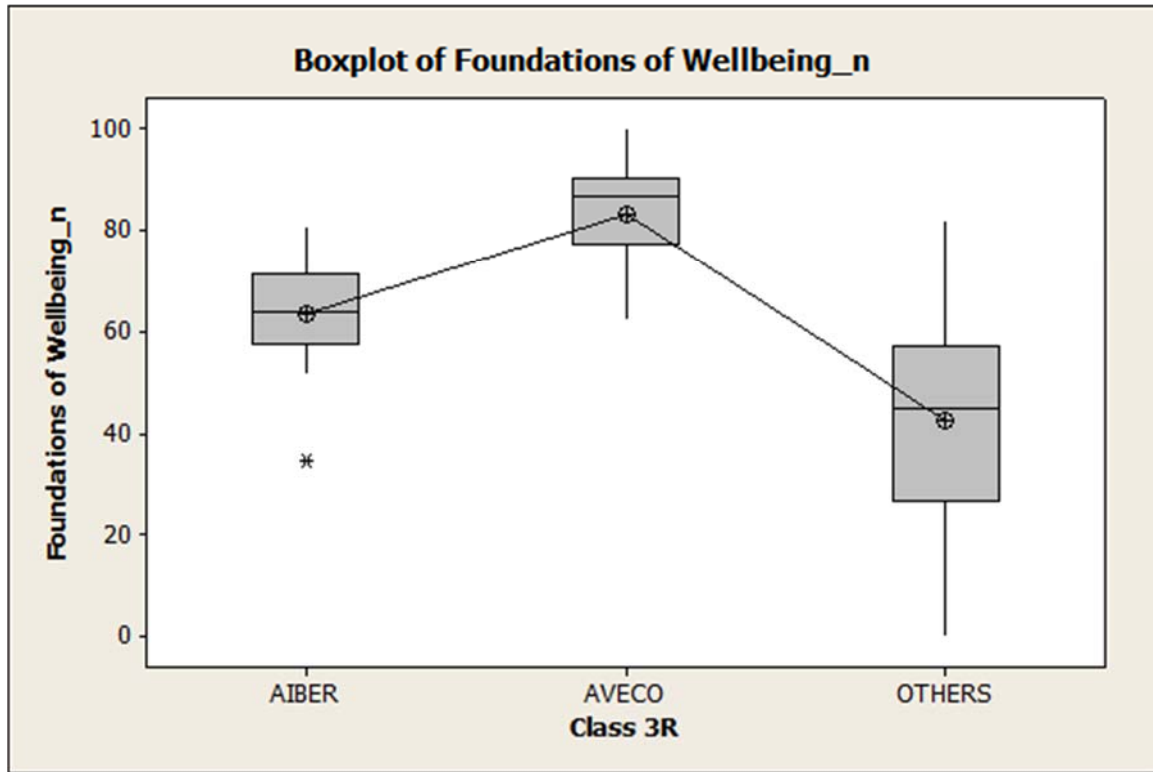 Boxplot of Foundations of Wellbeing_n
Foundations of Wellbeing_n
100
80
60
40
20
0
AIBER AVECO OTHERS
Class 3R